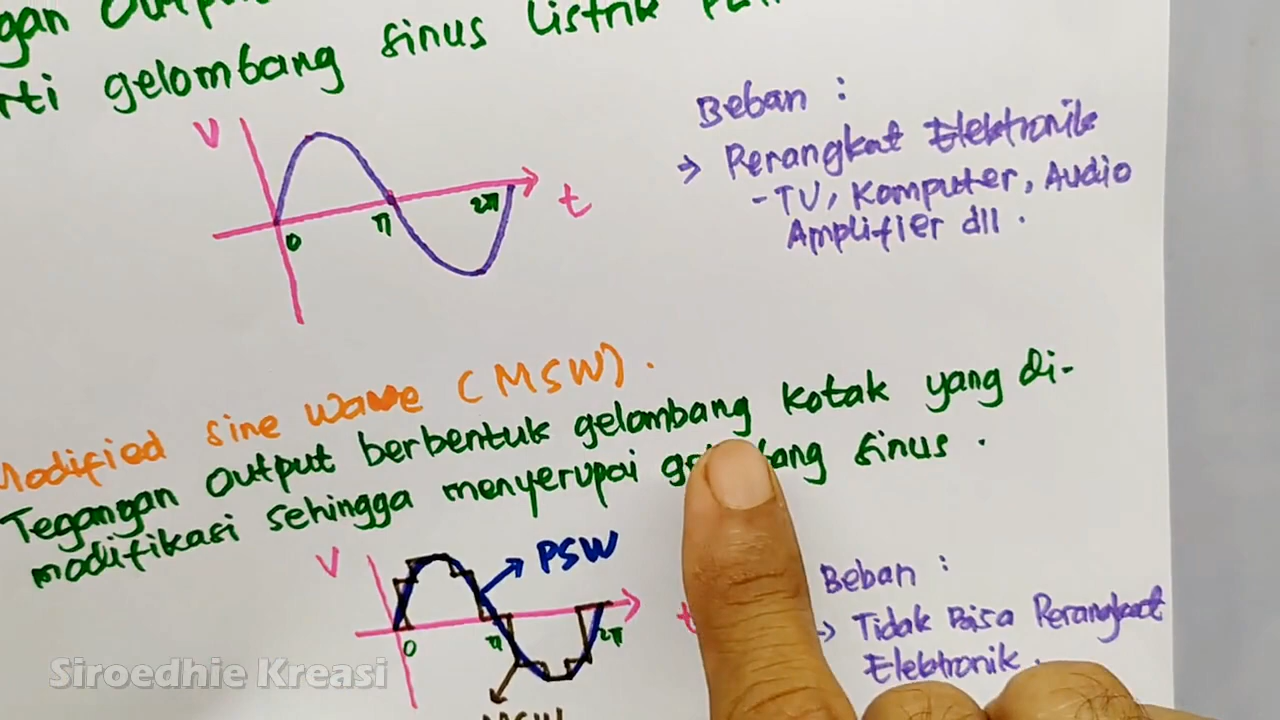 Output
gelombang sinus Listrik
V
t
0
π
2π
Beban :
→ Perangkat Elektronik
- TV, Komputer, Audio
Amplifier dll .
Modified sine wave (MSW) .
Tegangan Output berbentuk gelombang kotak yang di-
modifikasi sehingga menyerupai sinus .
V
PSW
0
π
2π
MSW
Beban :
→ Tidak Bisa Perangkat
Elektronik .
Siroedhie Kreasi